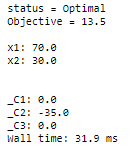 status = Optimal
Objective = 13.5
x1: 70.0
x2: 30.0
_C1: 0.0
_C2: -35.0
_C3: 0.0
Wall time: 31.9 ms